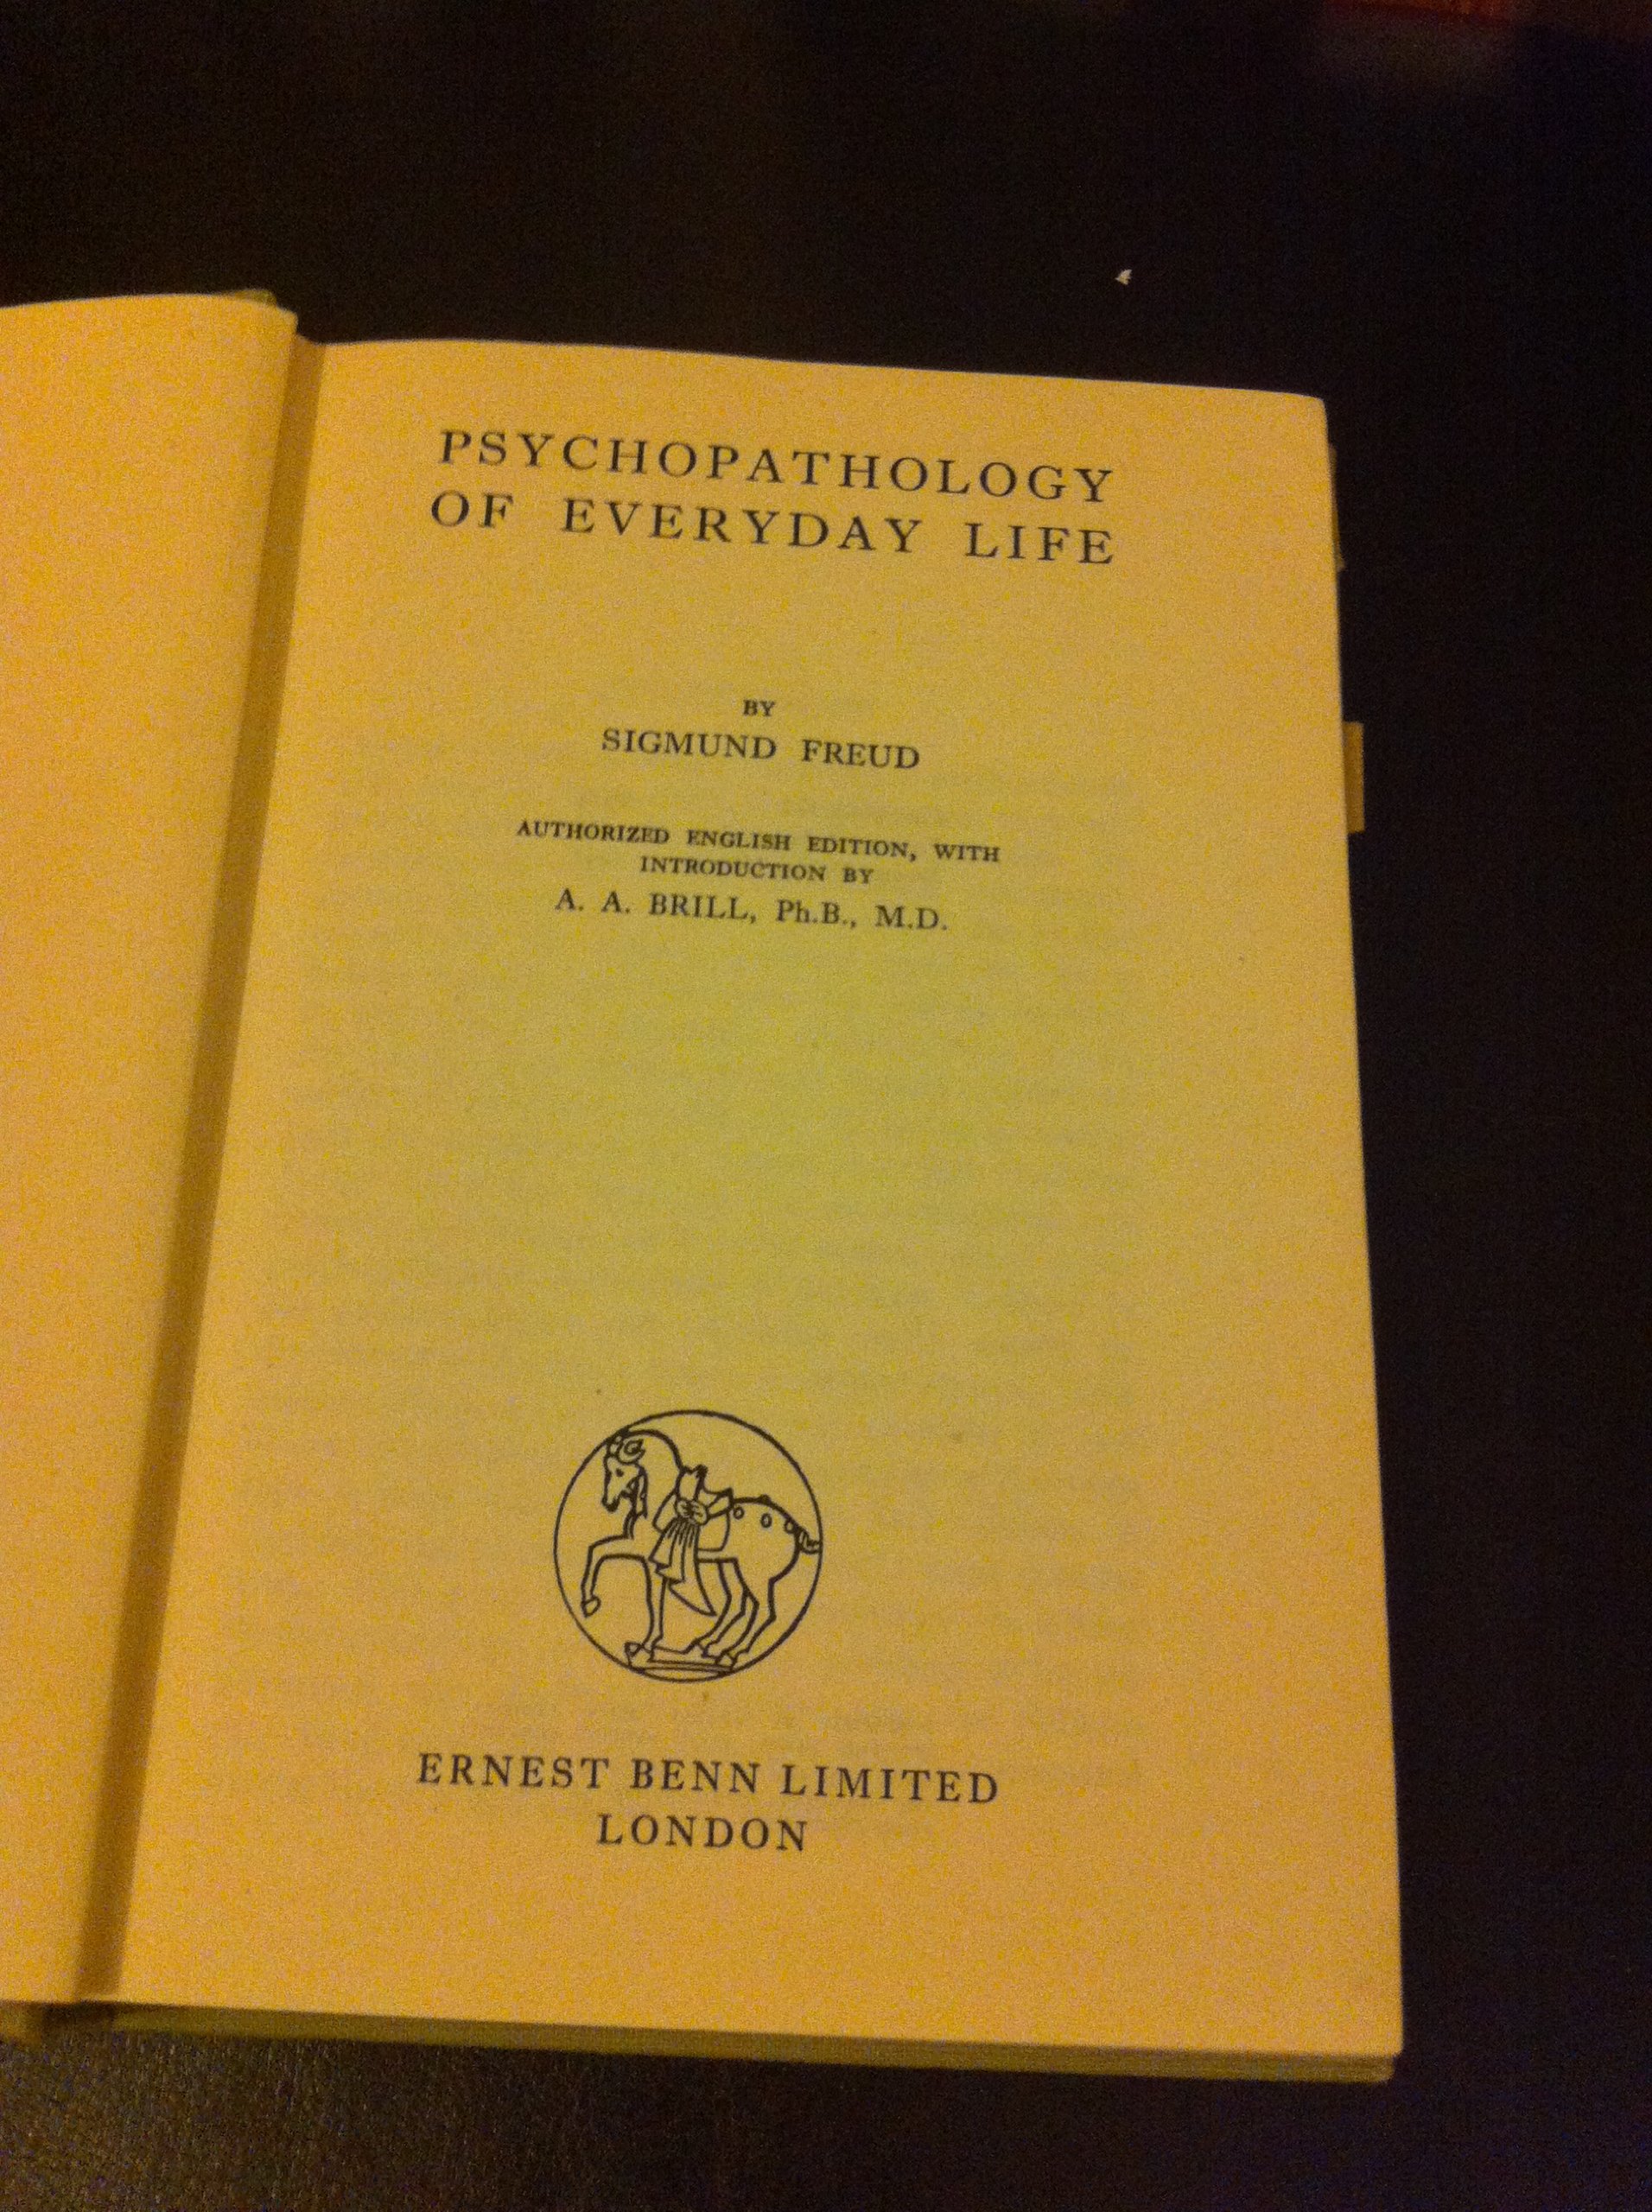 PSYCHOPATHOLOGY
OF EVERYDAY LIFE
BY
SIGMUND FREUD
AUTHORIZED ENGLISH EDITION, WITH
INTRODUCTION BY
A. A. BRILL, Ph.B., M.D.
ERNEST BENN LIMITED
LONDON